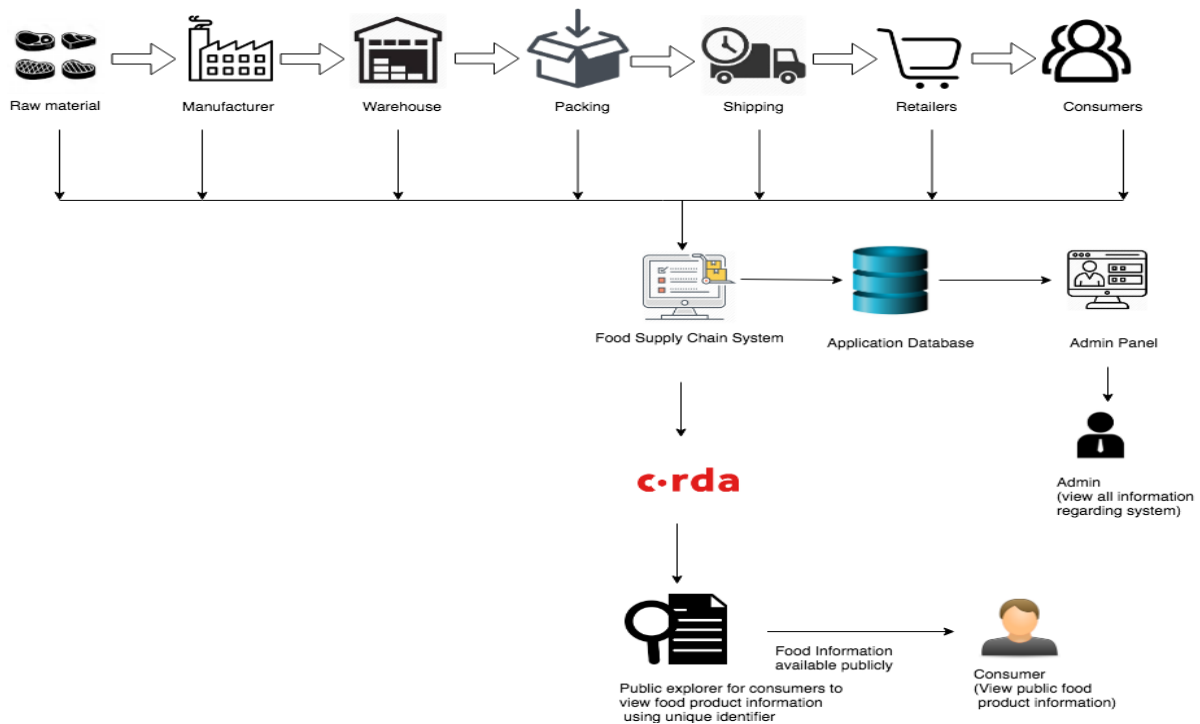 Raw material
Manufacturer
Warehouse
Packing
Shipping
Retailers
Consumers
Food Supply Chain System
Application Database
Admin Panel
c·rda
Admin
(view all information
regarding system)
Food Information
available publicly
Public explorer for consumers to
view food product information
using unique identifier
Consumer
(View public food
product information)